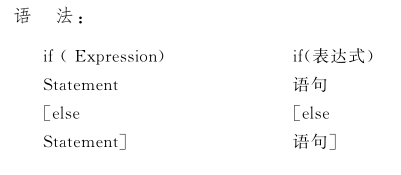 语 法：
if ( Expression) if(表达式)
Statement 语句
[else [else
Statement] 语句]